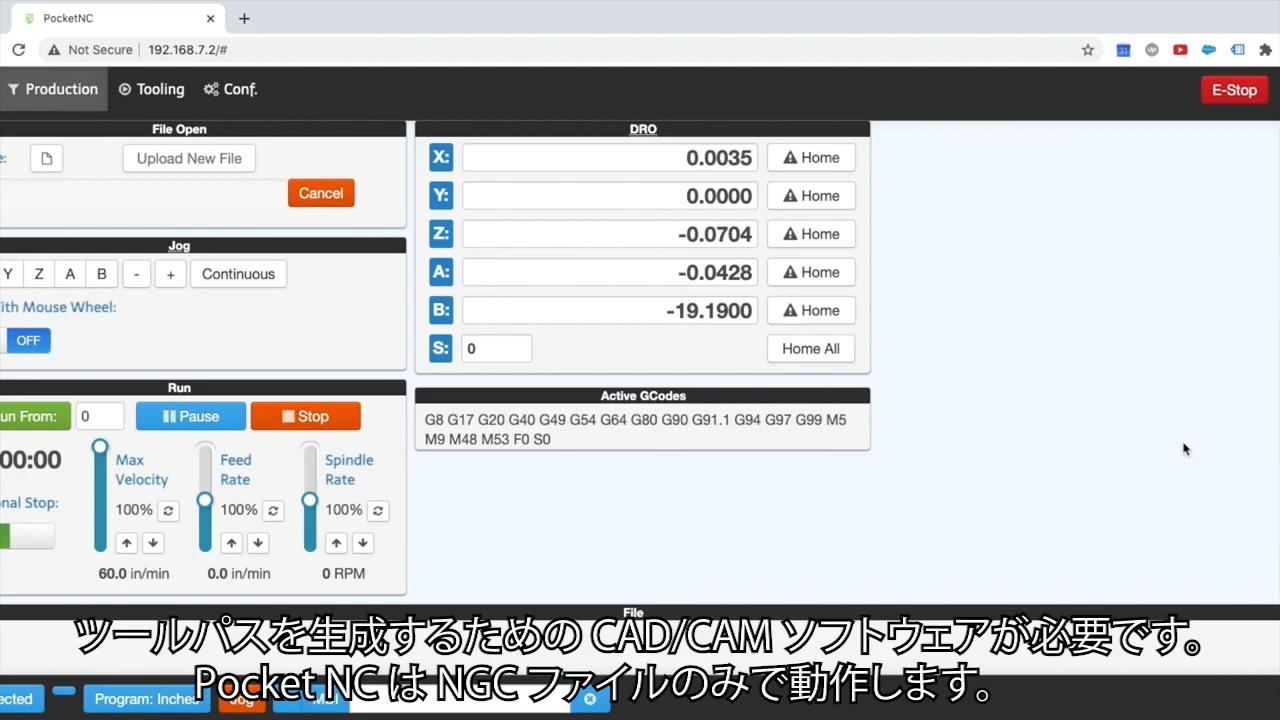 PocketNC
Not Secure 192.168.7.2/#
Production Tooling Conf. E-Stop
File Open
Upload New File
Cancel
Jog
Y Z A B - + Continuous
With Mouse Wheel:
OFF
Run
Run From: 0 Pause Stop
00:00
Max Velocity
100%
60.0 in/min
Feed Rate
100%
0.0 in/min
Spindle Rate
100%
0 RPM
DRO
X: 0.0035 Home
Y: 0.0000 Home
Z: -0.0704 Home
A: -0.0428 Home
B: -19.1900 Home
S: 0 Home All
Active GCodes
G8 G17 G20 G40 G49 G54 G64 G80 G90 G91.1 G94 G97 G99 M5
M9 M48 M53 F0 S0
File
ツールパスを生成するための CAD/CAM ソフトウェアが必要です。
Pocket NC は NGC ファイルのみで動作します。
Program: Inches Jog MDI